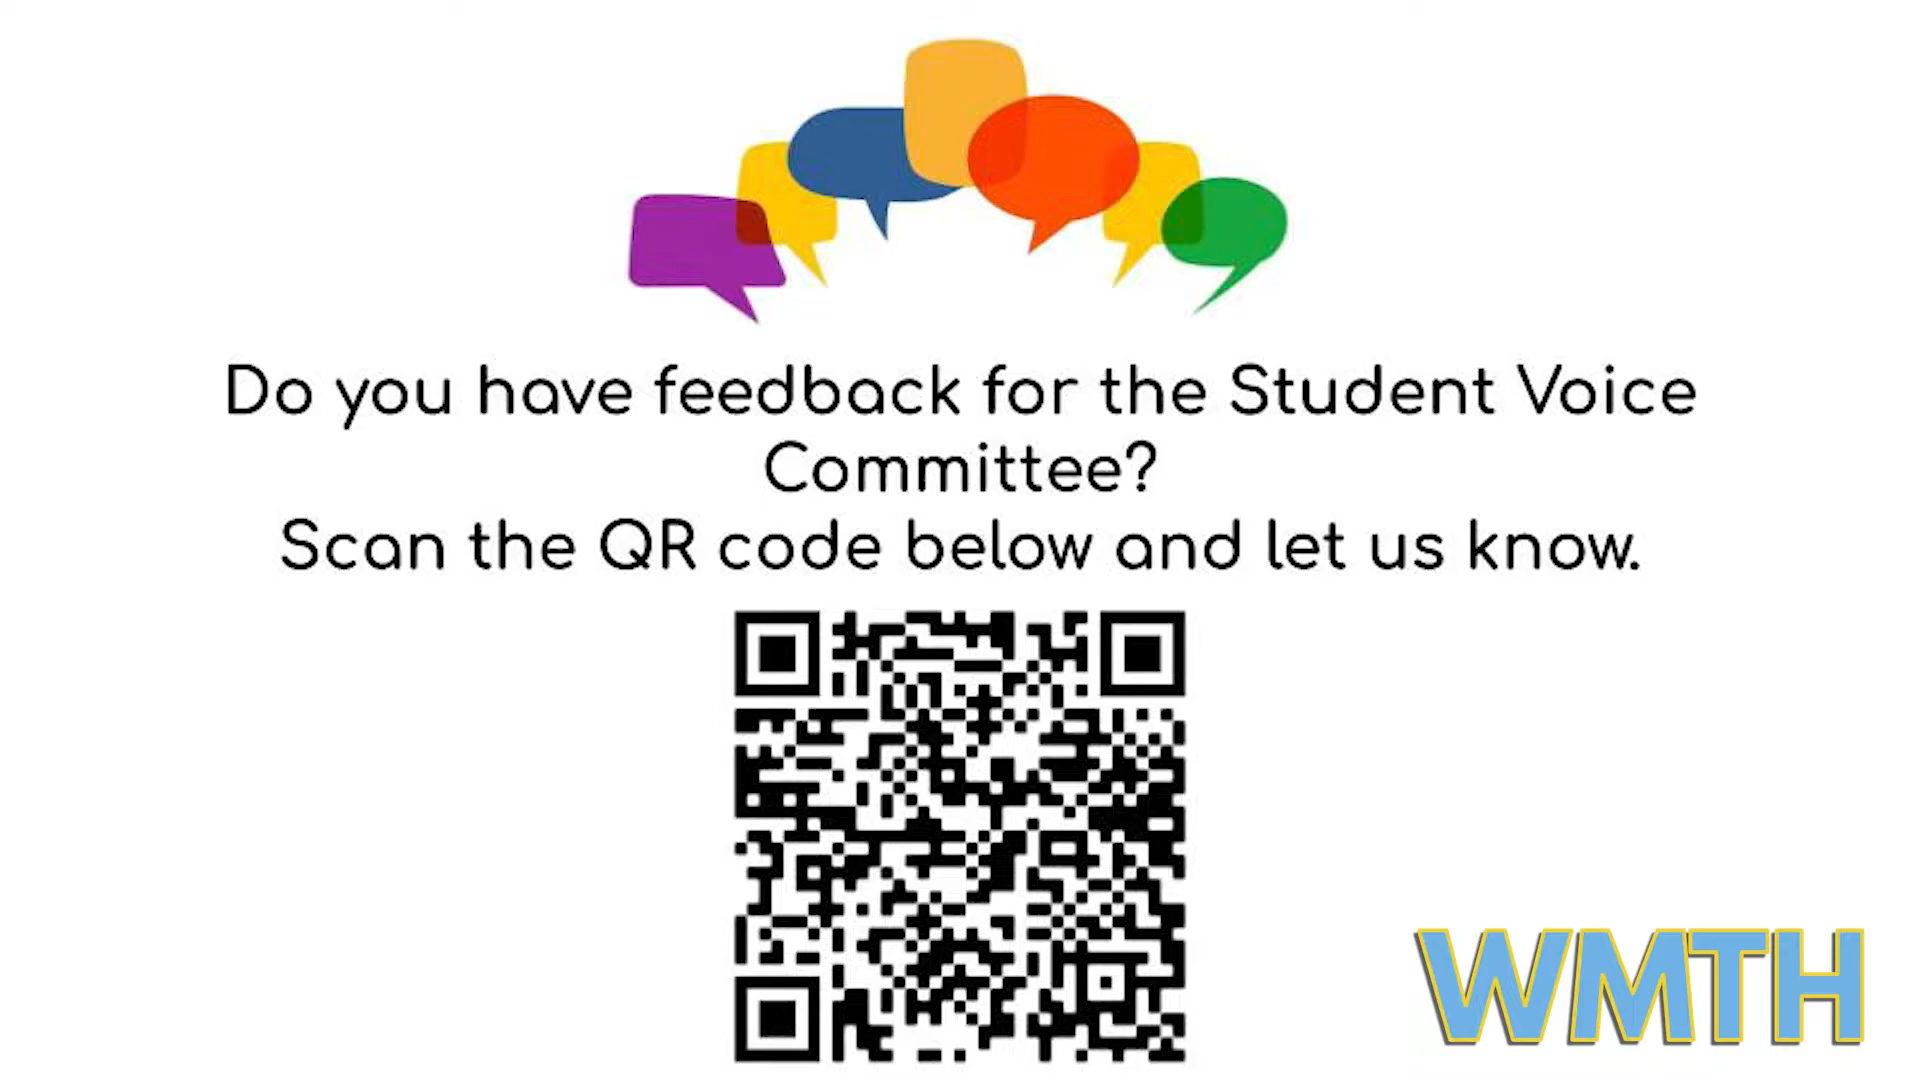 Do you have feedback for the Student Voice
Committee?
Scan the QR code below and let us know.
WMTH